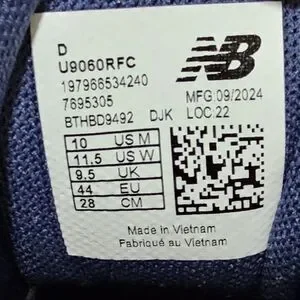 D
U9060RFC
197966534240
7695305
BTHBD9492 DJK
NB
MFG:09/2024
LOC:22
10 US M
11.5 US W
9.5 UK
44 EU
28 CM
Made in Vietnam
Fabriqué au Vietnam